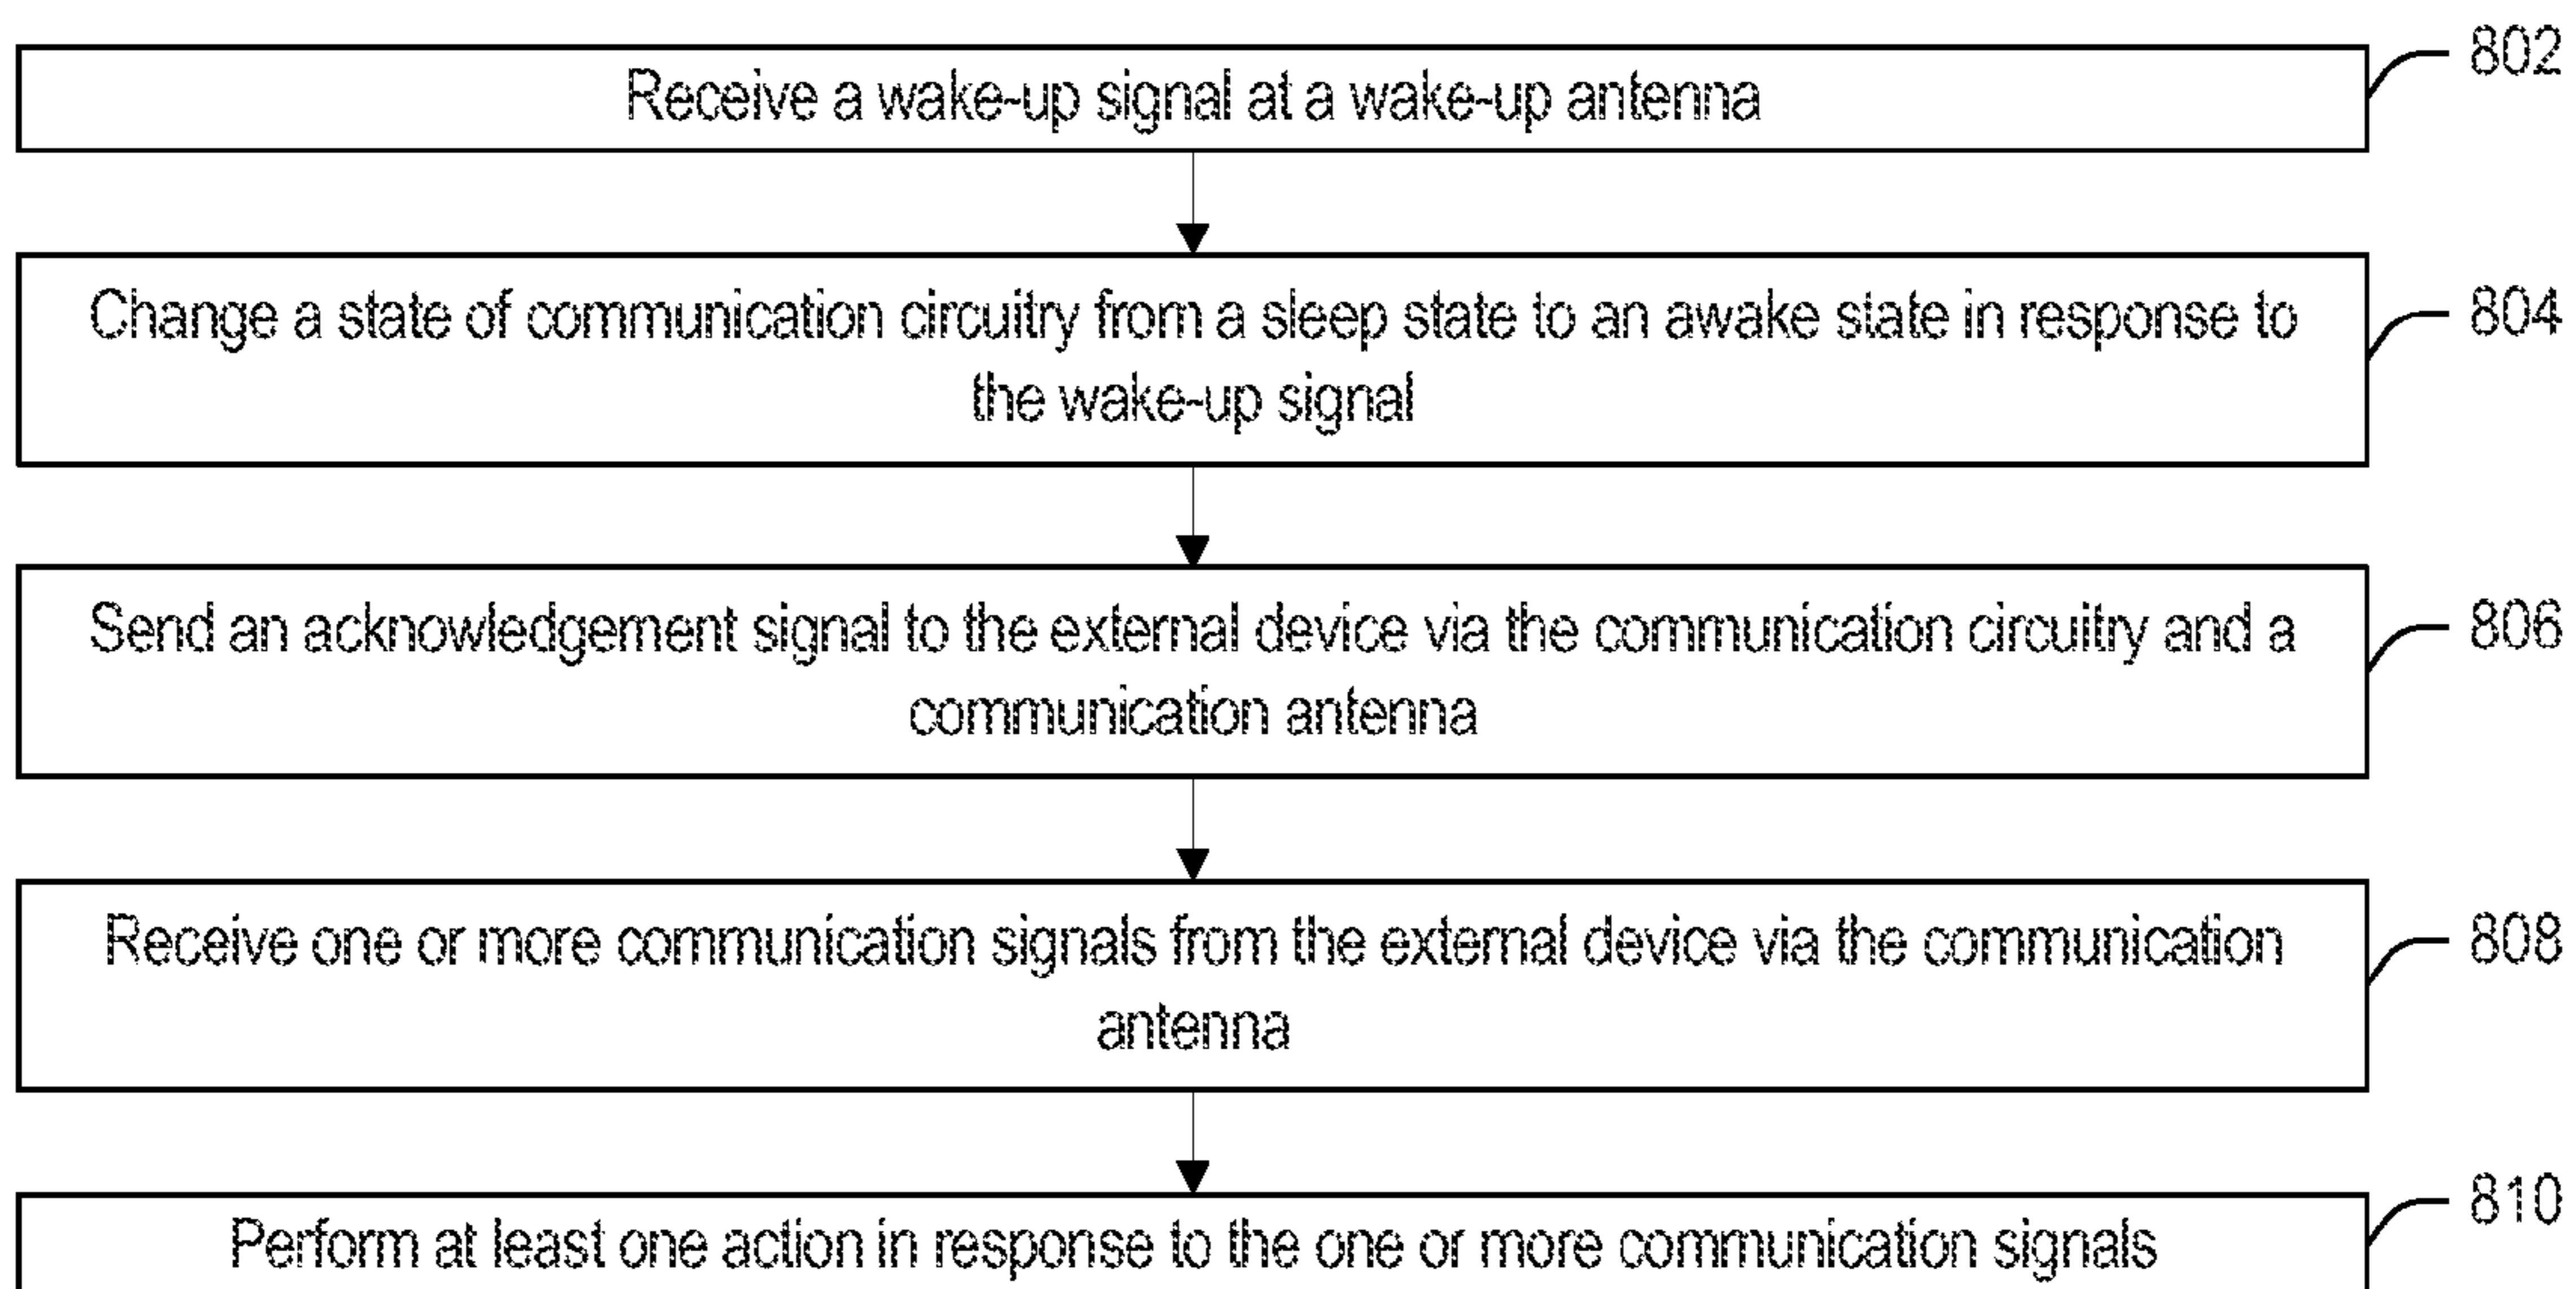 802
Receive a wake-up signal at a wake-up antenna
804
Change a state of communication circuitry from a sleep state to an awake state in response to
the wake-up signal
806
Send an acknowledgement signal to the external device via the communication circuitry and a
communication antenna
808
Receive one or more communication signals from the external device via the communication
antenna
810
Perform at least one action in response to the one or more communication signals